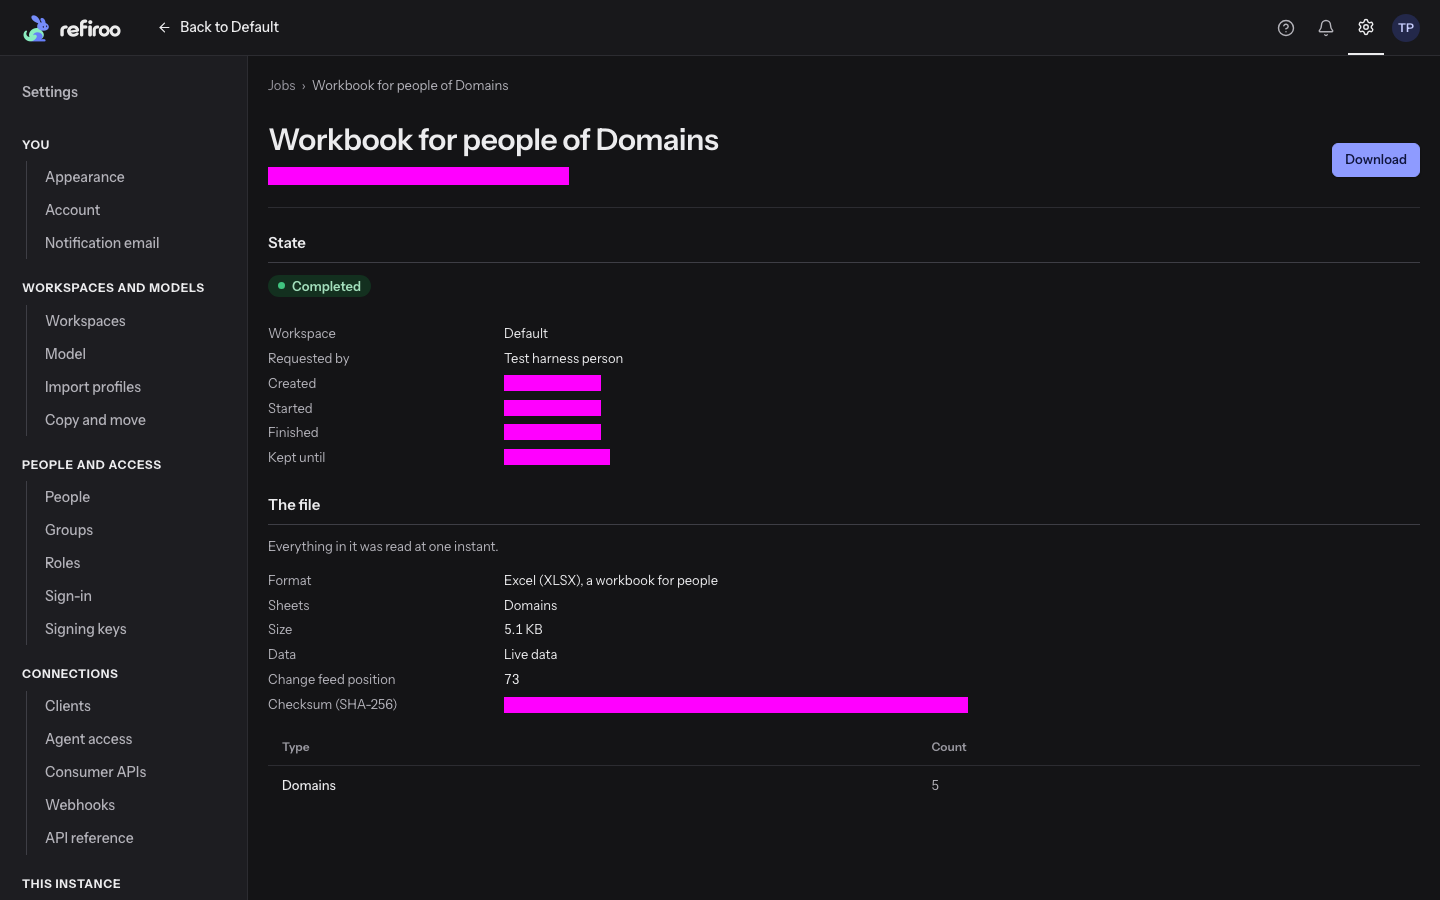 refiroo
← Back to Default
TP
Settings
YOU
Appearance
Account
Notification email
WORKSPACES AND MODELS
Workspaces
Model
Import profiles
Copy and move
PEOPLE AND ACCESS
People
Groups
Roles
Sign-in
Signing keys
CONNECTIONS
Clients
Agent access
Consumer APIs
Webhooks
API reference
THIS INSTANCE
Jobs › Workbook for people of Domains
Workbook for people of Domains
Download
State
Completed
Workspace Default
Requested by Test harness person
Created
Started
Finished
Kept until
The file
Everything in it was read at one instant.
Format Excel (XLSX), a workbook for people
Sheets Domains
Size 5.1 KB
Data Live data
Change feed position 73
Checksum (SHA-256)
Type Count
Domains 5